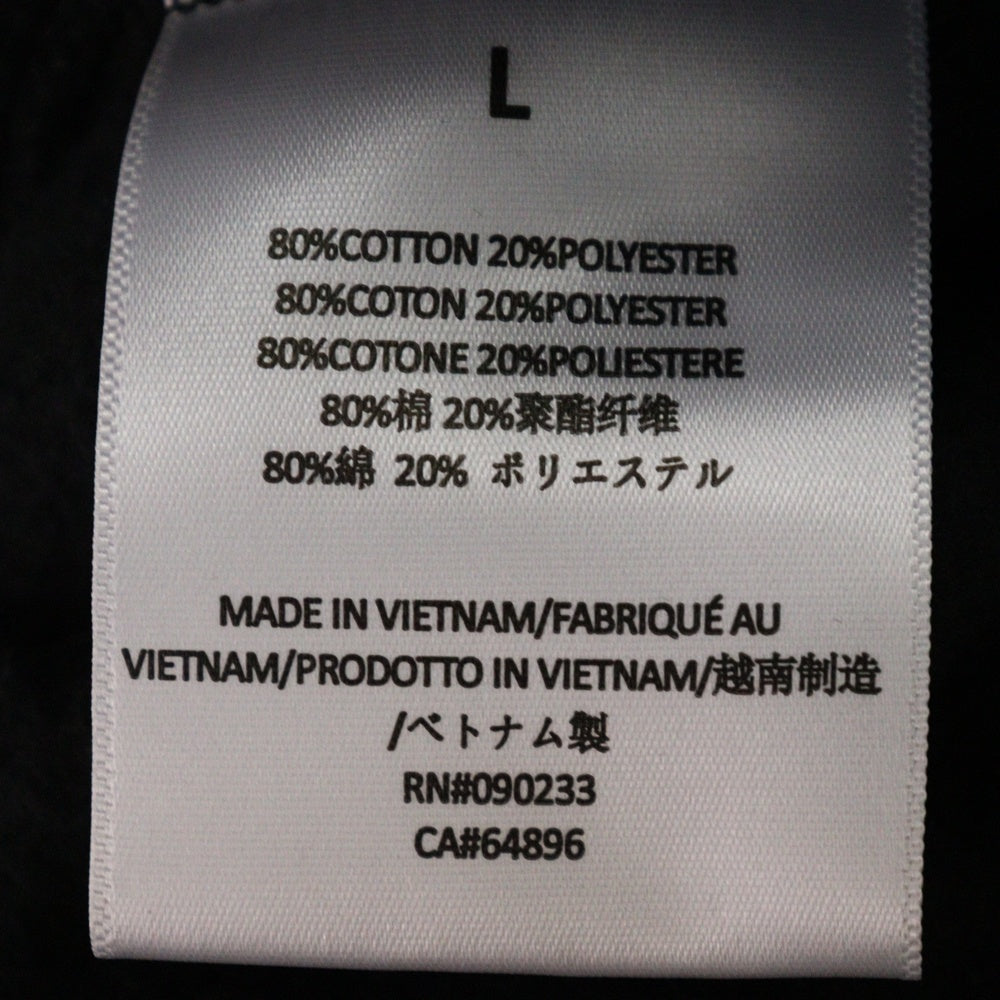 L
80%COTTON 20%POLYESTER
80%COTON 20%POLYESTER
80%COTONE 20%POLIESTERE
80%棉 20%聚酯纤维
80%綿 20% ポリエステル
MADE IN VIETNAM/FABRIQUÉ AU
VIETNAM/PRODOTTO IN VIETNAM/越南制造
/ベトナム製
RN#090233
CA#64896